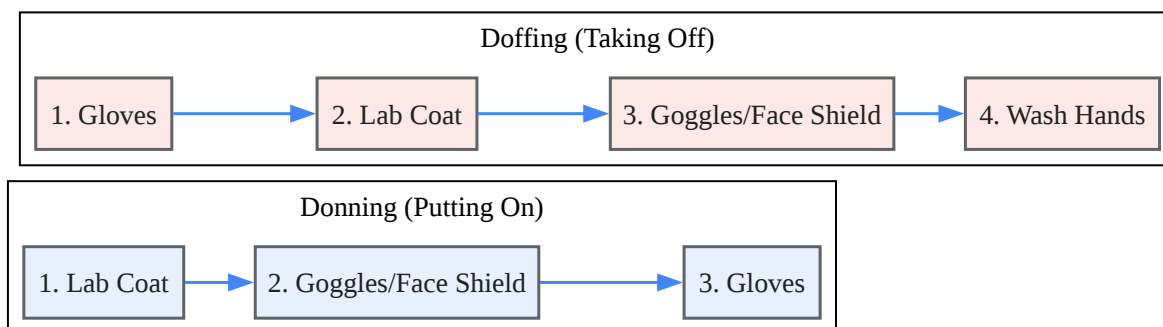 Doffing (Taking Off)
1. Gloves
2. Lab Coat
3. Goggles/Face Shield
4. Wash Hands
Donning (Putting On)
1. Lab Coat
2. Goggles/Face Shield
3. Gloves